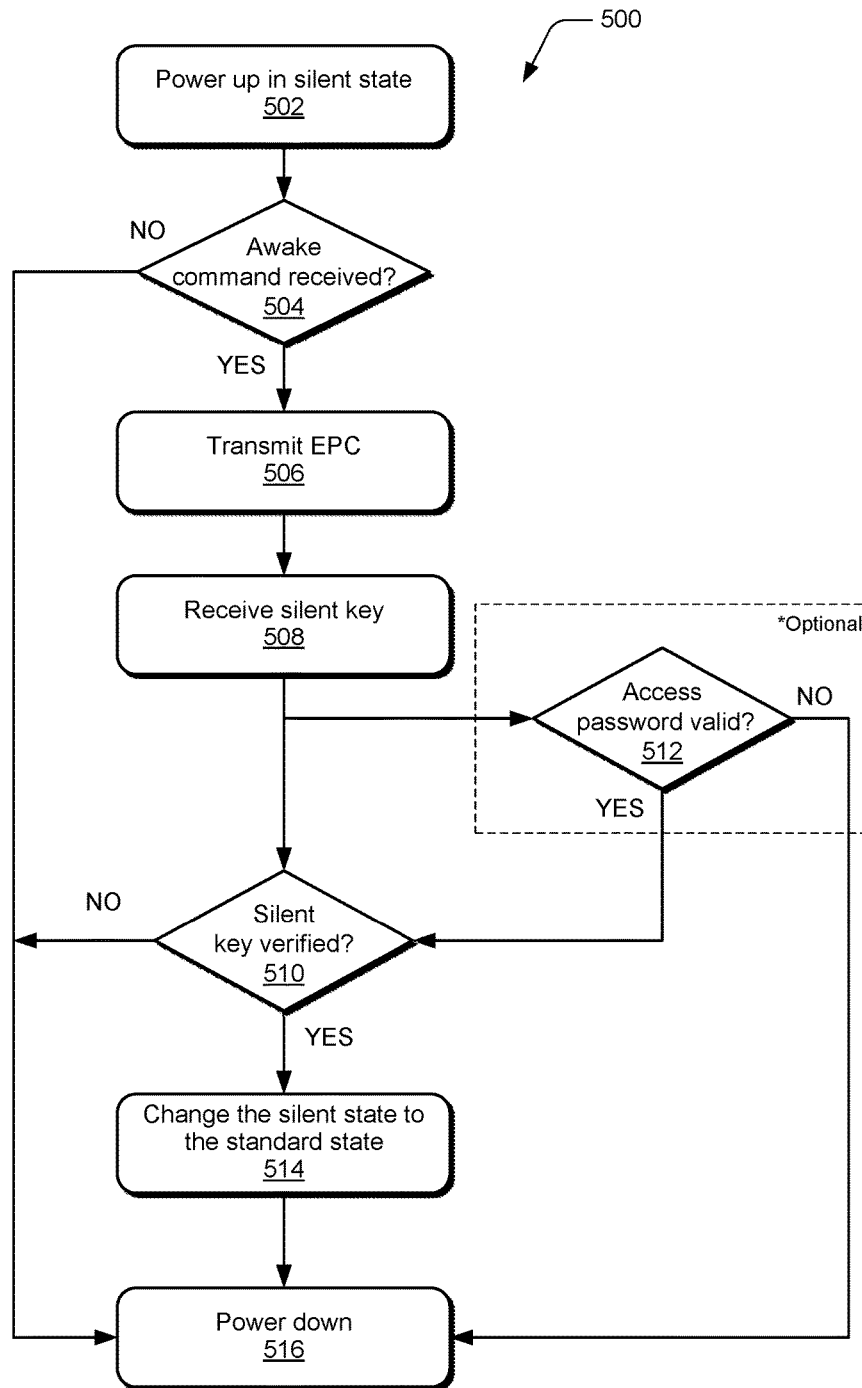 500
Power up in silent state
502
NO
Awake
command received?
504
YES
Transmit EPC
506
Receive silent key
508
*Optional
Access
password valid?
512
NO
YES
NO
Silent
key verified?
510
YES
Change the silent state to
the standard state
514
Power down
516